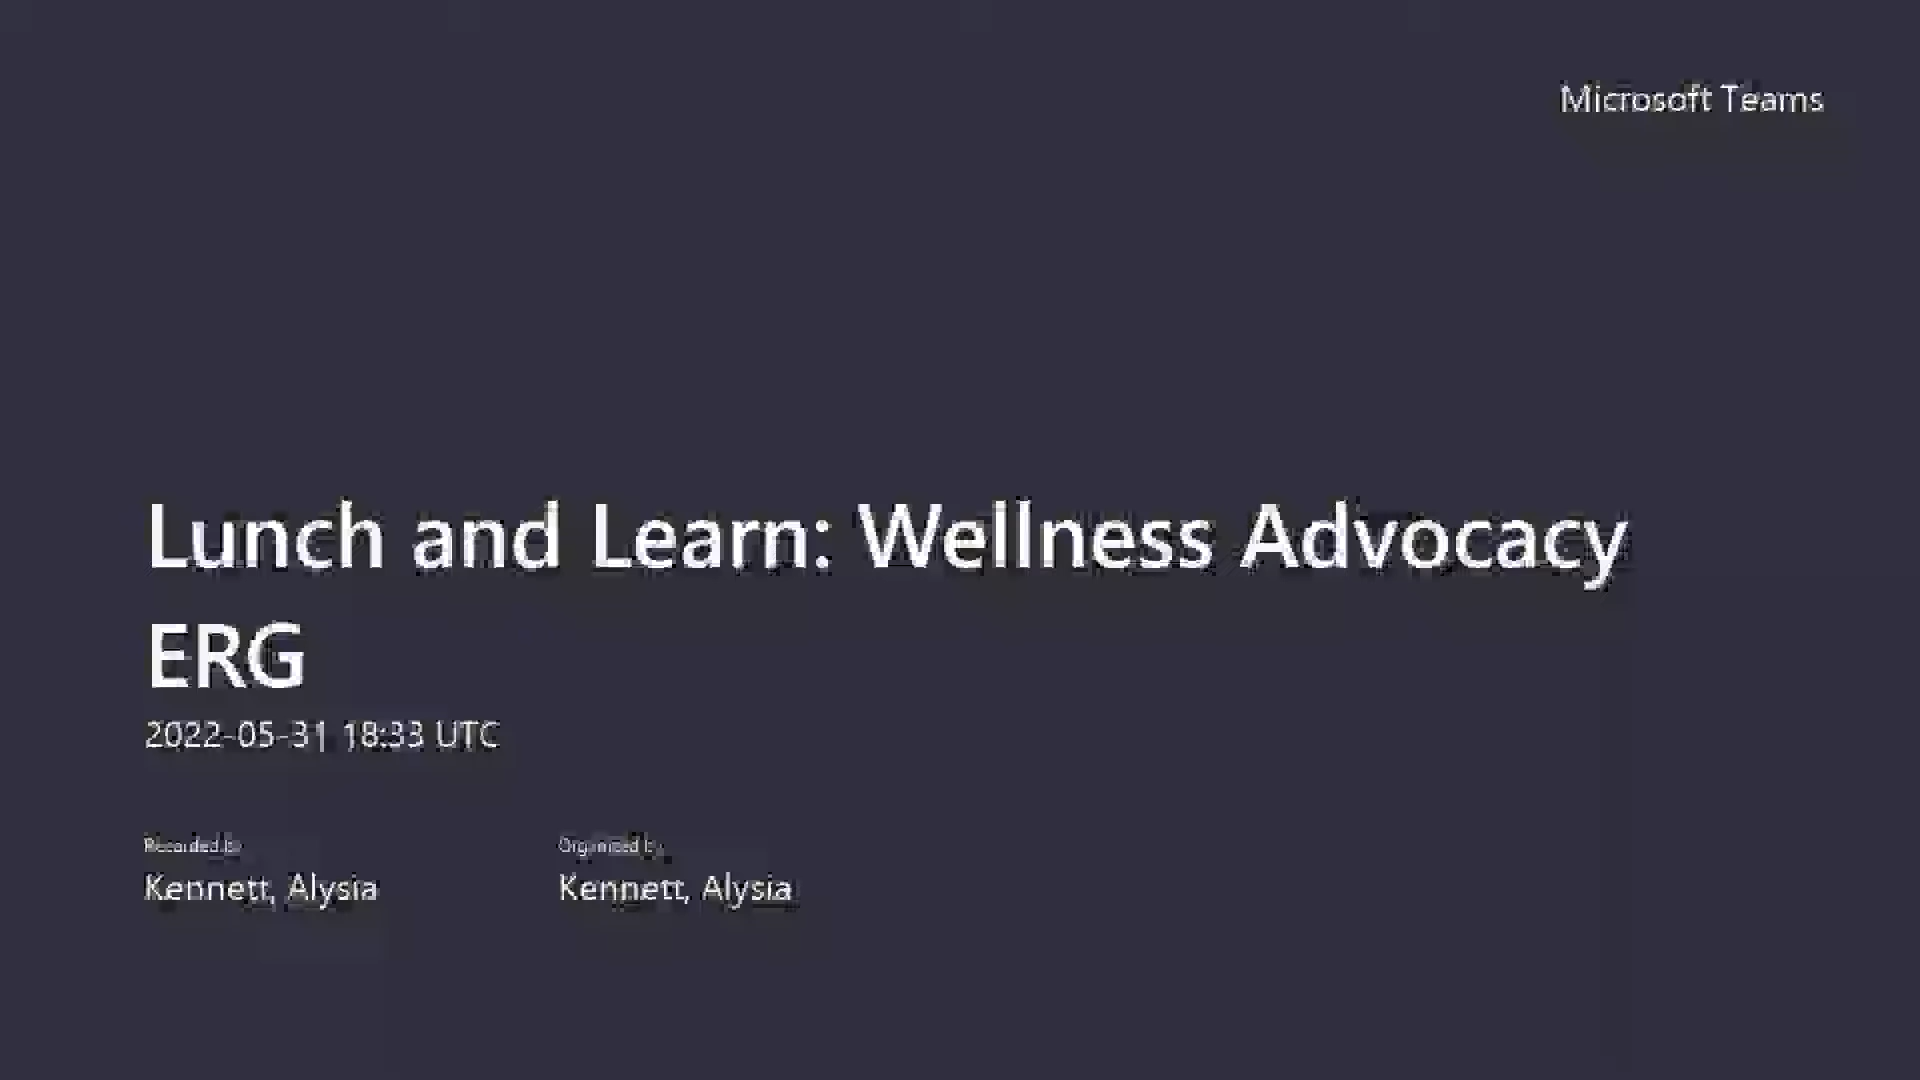 Microsoft Teams
Lunch and Learn: Wellness Advocacy
ERG
2022-05-31 18:33 UTC
Recorded by
Organized by
Kennett, Alysia
Kennett, Alysia